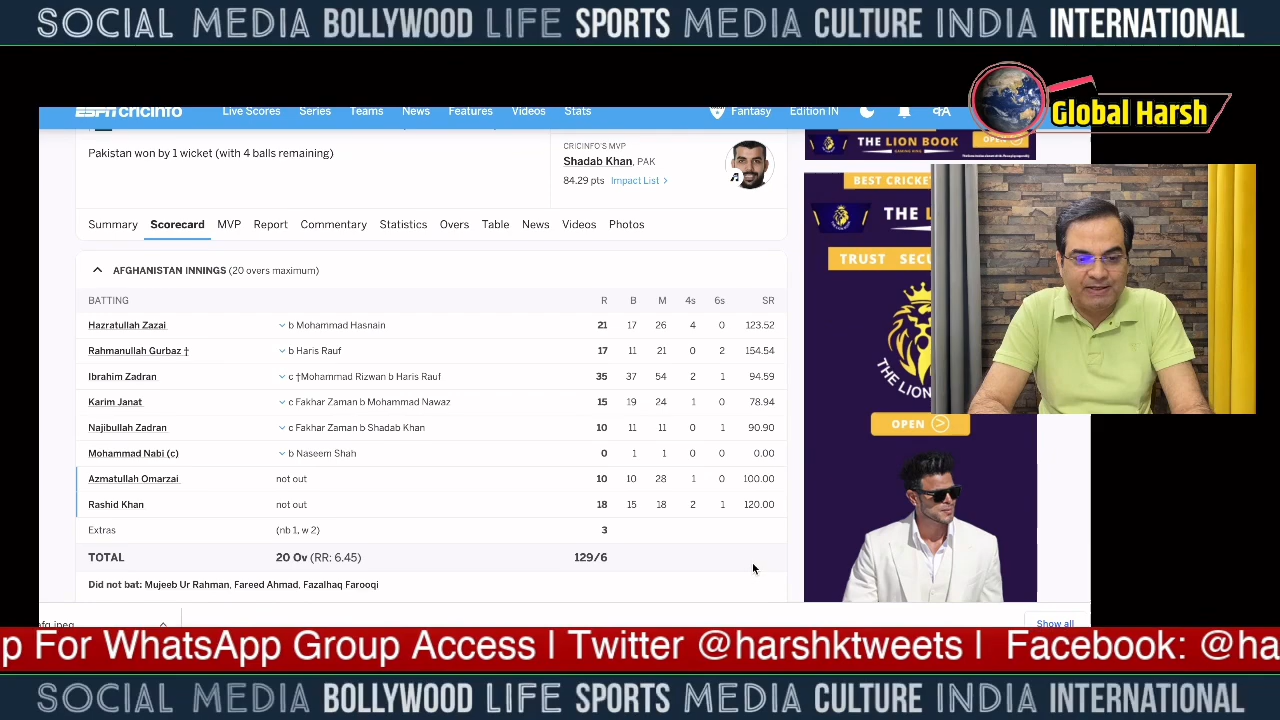 SOCIAL MEDIA BOLLYWOOD LIFE SPORTS MEDIA CULTURE INDIA INTERNATIONAL
Global Harsh
ESPN cricinfo Live Scores Series Teams News Features Videos Stats Fantasy Edition IN
Pakistan won by 1
CRICINFO'S MVP
Shadab Khan, PAK
84.29 pts Impact List >
THE LION BOOK OPEN
BEST CRICKE
THE L
TRUST SECU
THE LION
OPEN >
Summary Scorecard MVP Report Commentary Statistics Overs Table News Videos Photos
AFGHANISTAN INNINGS (20 overs maximum)
BATTING R B M 4s 6s SR
Hazratullah Zazai b Mohammad Hasnain 21 17 26 4 0 123.52
Rahmanullah Gurbaz † b Haris Rauf 17 11 21 0 2 154.54
Ibrahim Zadran c †Mohammad Rizwan b Haris Rauf 35 37 54 2 1 94.59
Karim Janat c Fakhar Zaman b Mohammad Nawaz 15 19 24 1 0 78.94
Najibullah Zadran c Fakhar Zaman b Shadab Khan 10 11 11 0 1 90.90
Mohammad Nabi (c) b Naseem Shah 0 1 1 0 0 0.00
Azmatullah Omarzai not out 10 10 28 1 0 100.00
Rashid Khan not out 18 15 18 2 1 120.00
Extras (nb 1, w 2) 3
TOTAL 20 Ov (RR: 6.45) 129/6
Did not bat: Mujeeb Ur Rahman, Fareed Ahmad, Fazalhaq Farooqi
Show all
p For WhatsApp Group Access | Twitter @harshktweets | Facebook: @ha
SOCIAL MEDIA BOLLYWOOD LIFE SPORTS MEDIA CULTURE INDIA INTERNATIONAL